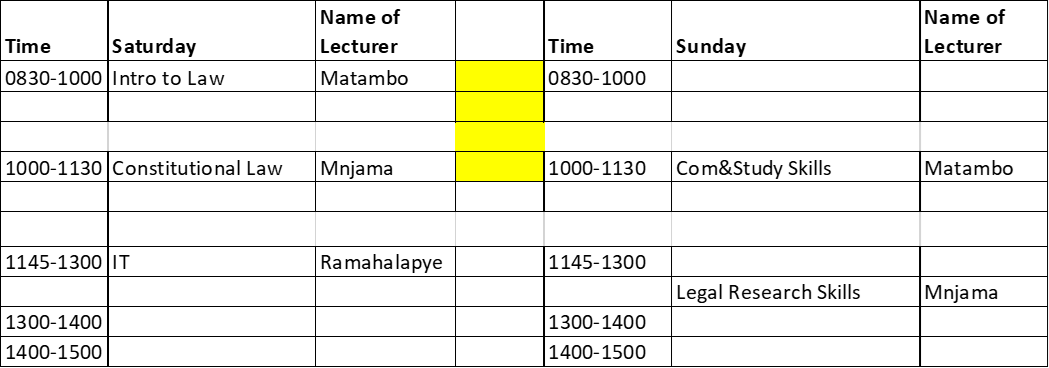 Time Saturday Name of Lecturer Time Sunday Name of Lecturer
0830-1000 Intro to Law Matambo 0830-1000
1000-1130 Constitutional Law Mnjama 1000-1130 Com&Study Skills Matambo
1145-1300 IT Ramahalapye 1145-1300
Legal Research Skills Mnjama
1300-1400 1300-1400
1400-1500 1400-1500